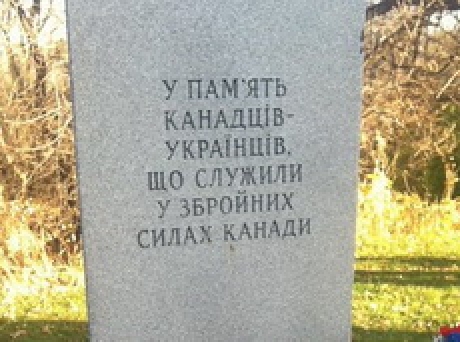 У ПАМ'ЯТЬ
КАНАДЦІВ-
УКРАЇНЦІВ,
ЩО СЛУЖИЛИ
У ЗБРОЙНИХ
СИЛАХ КАНАДИ